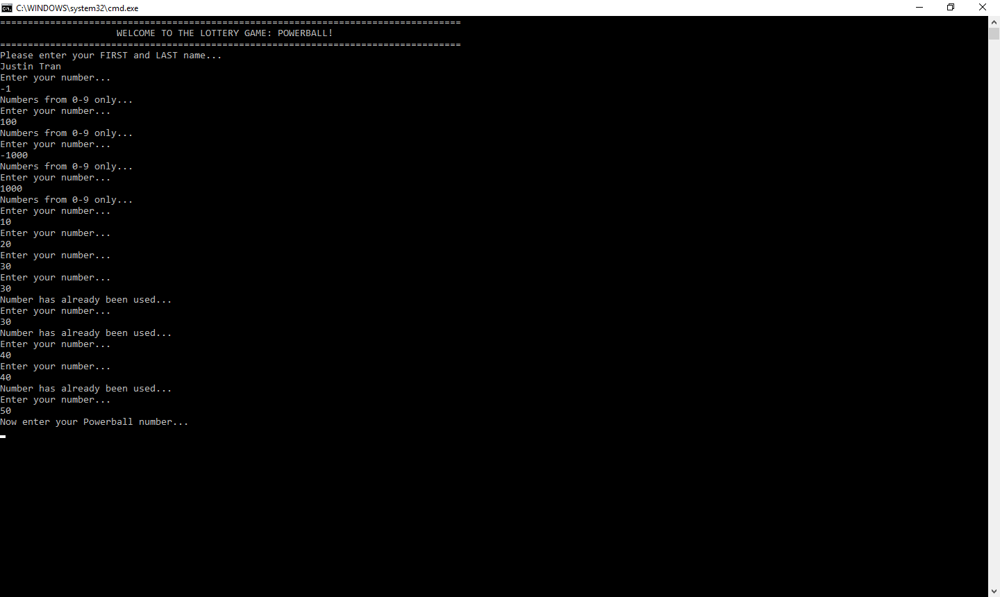 C:\WINDOWS\system32\cmd.exe
===================================================================================
WELCOME TO THE LOTTERY GAME: POWERBALL!
===================================================================================
Please enter your FIRST and LAST name...
Justin Tran
Enter your number...
-1
Numbers from 0-9 only...
Enter your number...
100
Numbers from 0-9 only...
Enter your number...
-1000
Numbers from 0-9 only...
Enter your number...
1000
Numbers from 0-9 only...
Enter your number...
10
Enter your number...
20
Enter your number...
30
Enter your number...
30
Number has already been used...
Enter your number...
30
Number has already been used...
Enter your number...
40
Enter your number...
40
Number has already been used...
Enter your number...
50
Now enter your Powerball number...